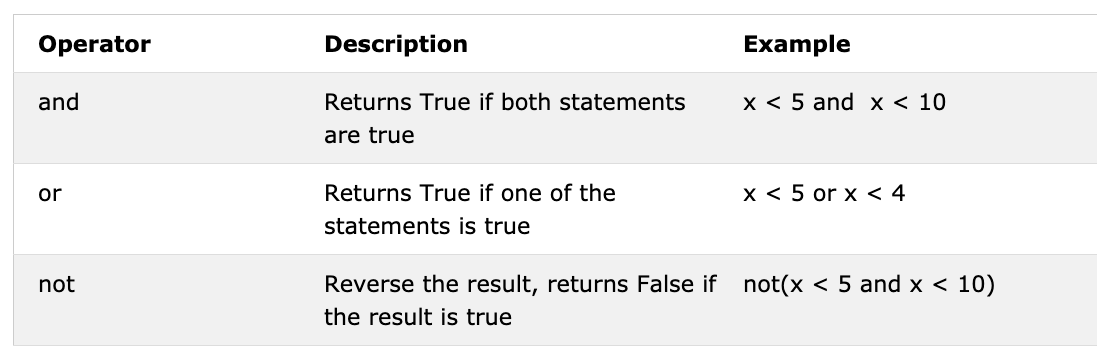 Operator Description Example
and Returns True if both statements x < 5 and  x < 10
are true
or Returns True if one of the x < 5 or x < 4
statements is true
not Reverse the result, returns False if not(x < 5 and x < 10)
the result is true